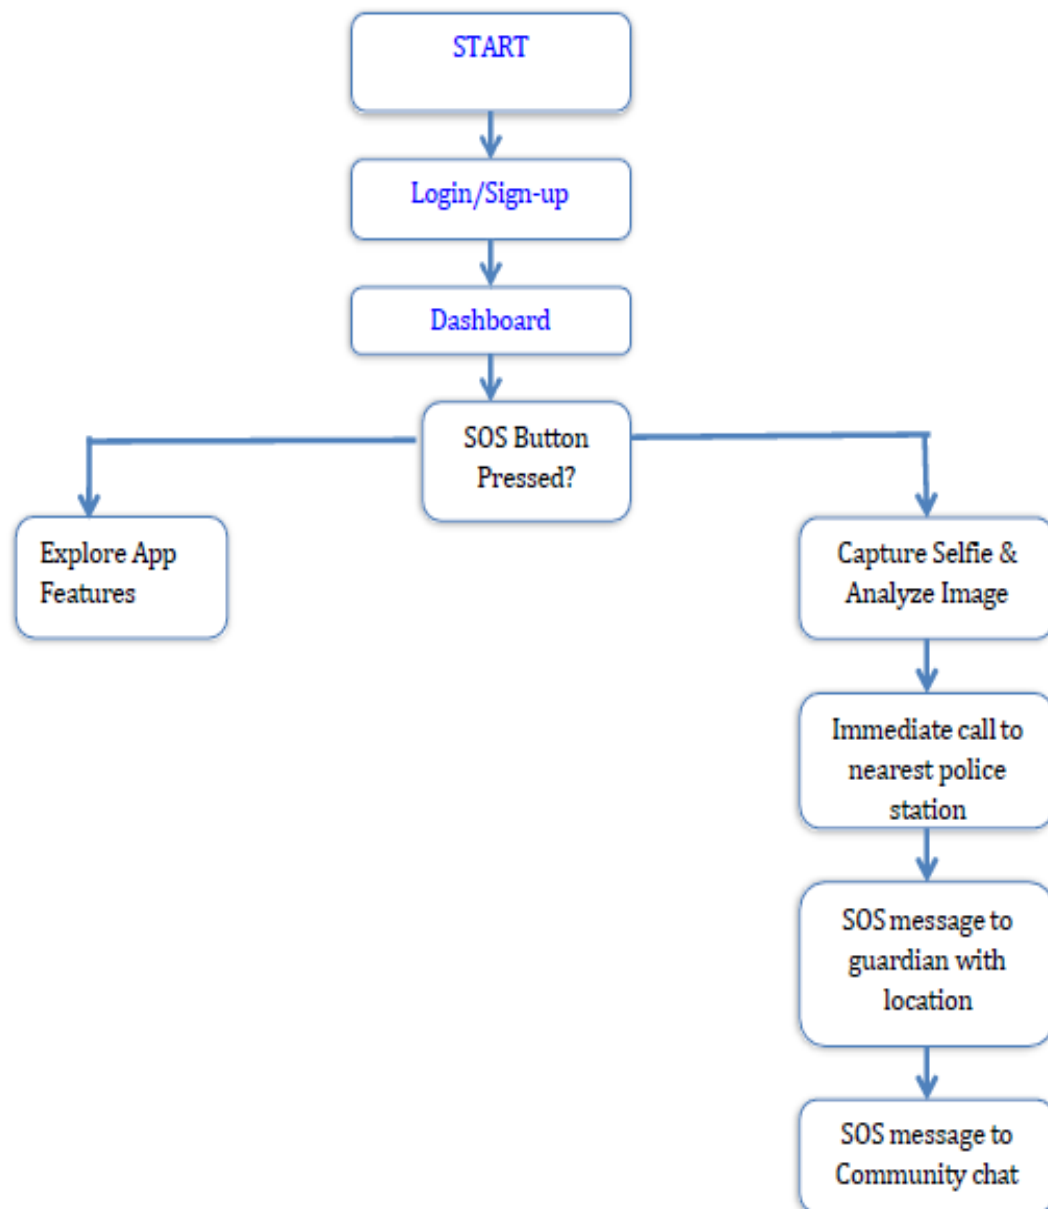 START
Login/Sign-up
Dashboard
SOS Button
Pressed?
Explore App
Features
Capture Selfie &
Analyze Image
Immediate call to
nearest police
station
SOS message to
guardian with
location
SOS message to
Community chat